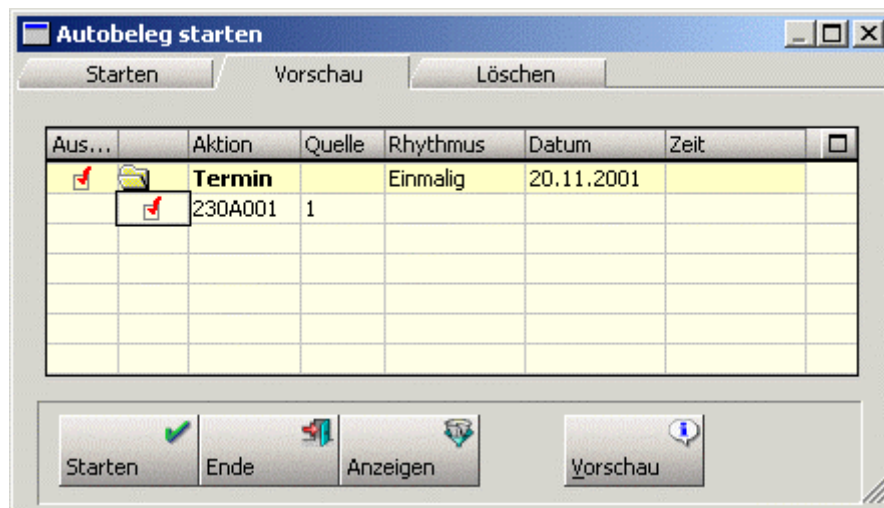 Autobeleg starten
Starten Vorschau Löschen
Aus... Aktion Quelle Rhythmus Datum Zeit
Termin Einmalig 20.11.2001
230A001 1
Starten Ende Anzeigen Vorschau